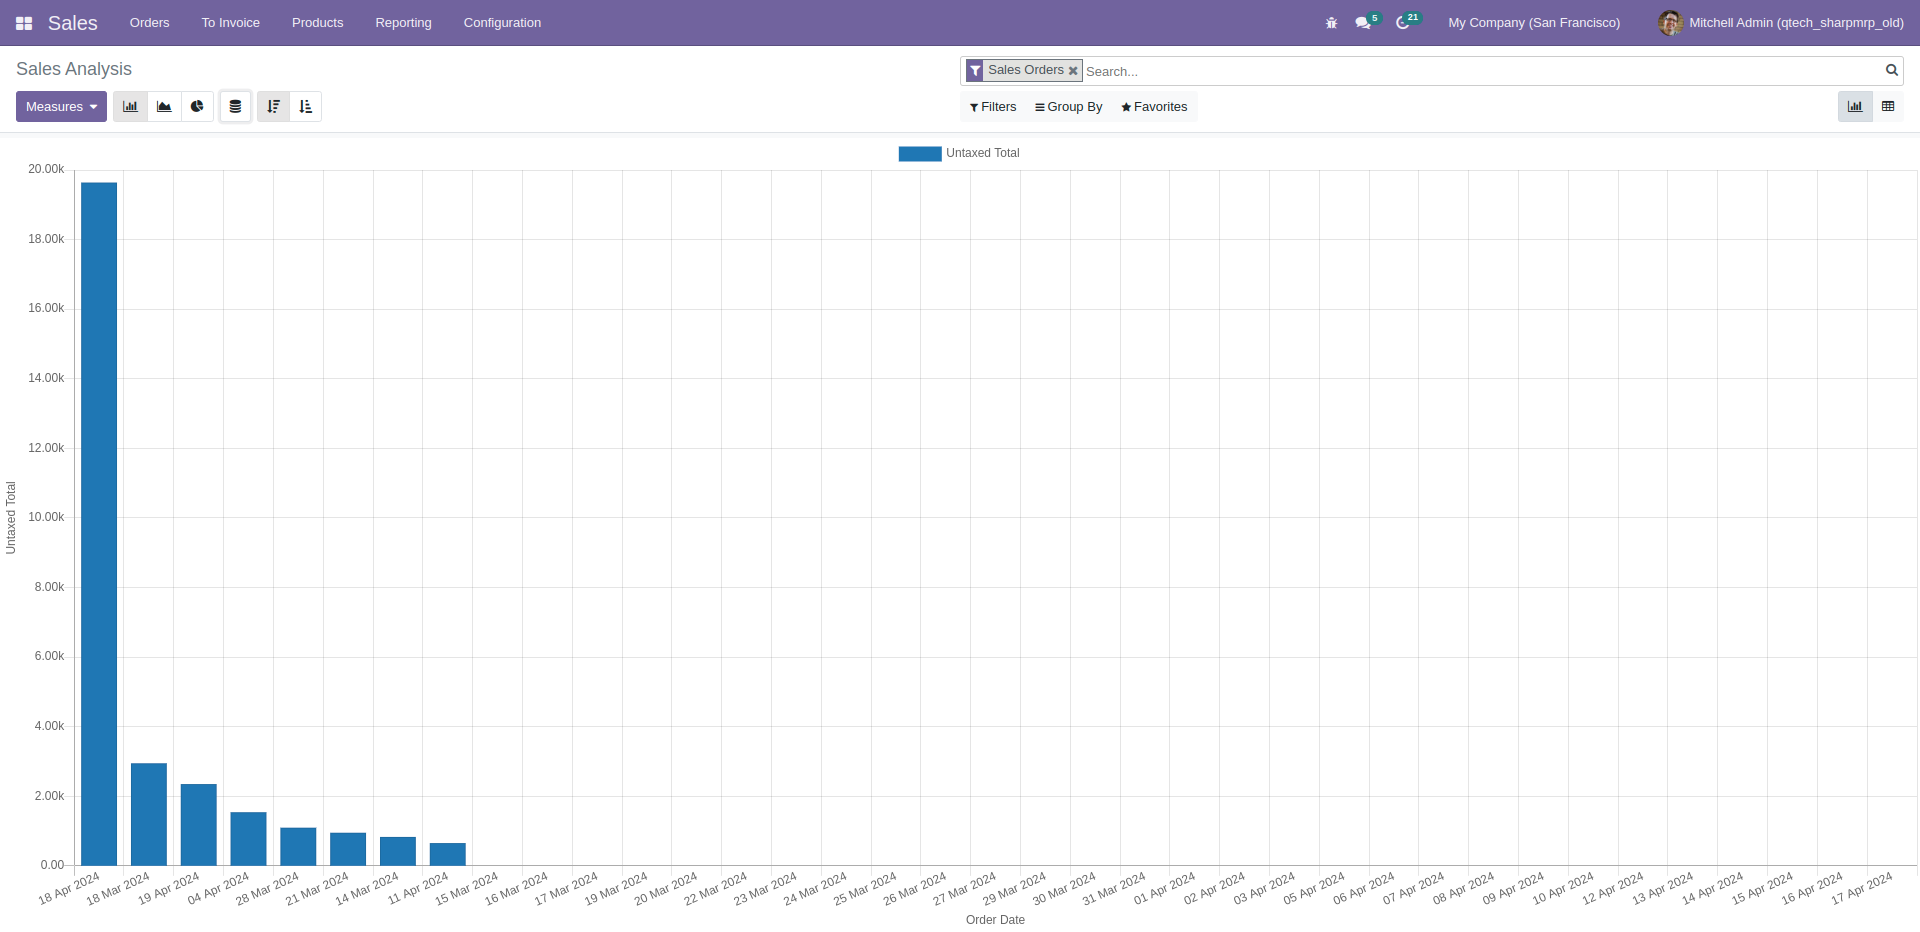 Sales Orders To Invoice Products Reporting Configuration 5 21 My Company (San Francisco) Mitchell Admin (qtech_sharpmrp_old)
Sales Analysis
Sales Orders Search...
Measures
Filters Group By Favorites
Untaxed Total
20.00k
18.00k
16.00k
14.00k
12.00k
10.00k
8.00k
6.00k
4.00k
2.00k
0.00
Untaxed Total
18 Apr 2024 18 Mar 2024 19 Apr 2024 04 Apr 2024 28 Mar 2024 21 Mar 2024 14 Mar 2024 11 Apr 2024 15 Mar 2024 16 Mar 2024 17 Mar 2024 19 Mar 2024 20 Mar 2024 22 Mar 2024 23 Mar 2024 24 Mar 2024 25 Mar 2024 26 Mar 2024 27 Mar 2024 29 Mar 2024 30 Mar 2024 31 Mar 2024 01 Apr 2024 02 Apr 2024 03 Apr 2024 05 Apr 2024 06 Apr 2024 07 Apr 2024 08 Apr 2024 09 Apr 2024 10 Apr 2024 12 Apr 2024 13 Apr 2024 14 Apr 2024 15 Apr 2024 16 Apr 2024 17 Apr 2024
Order Date